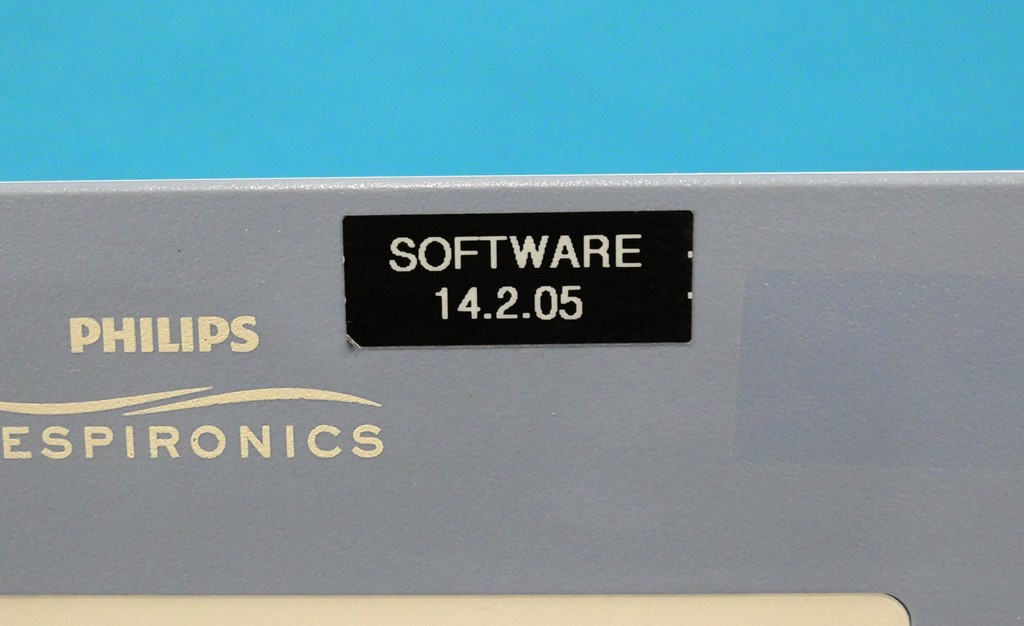 SOFTWARE
14.2.05
PHILIPS
ESPIRONICS